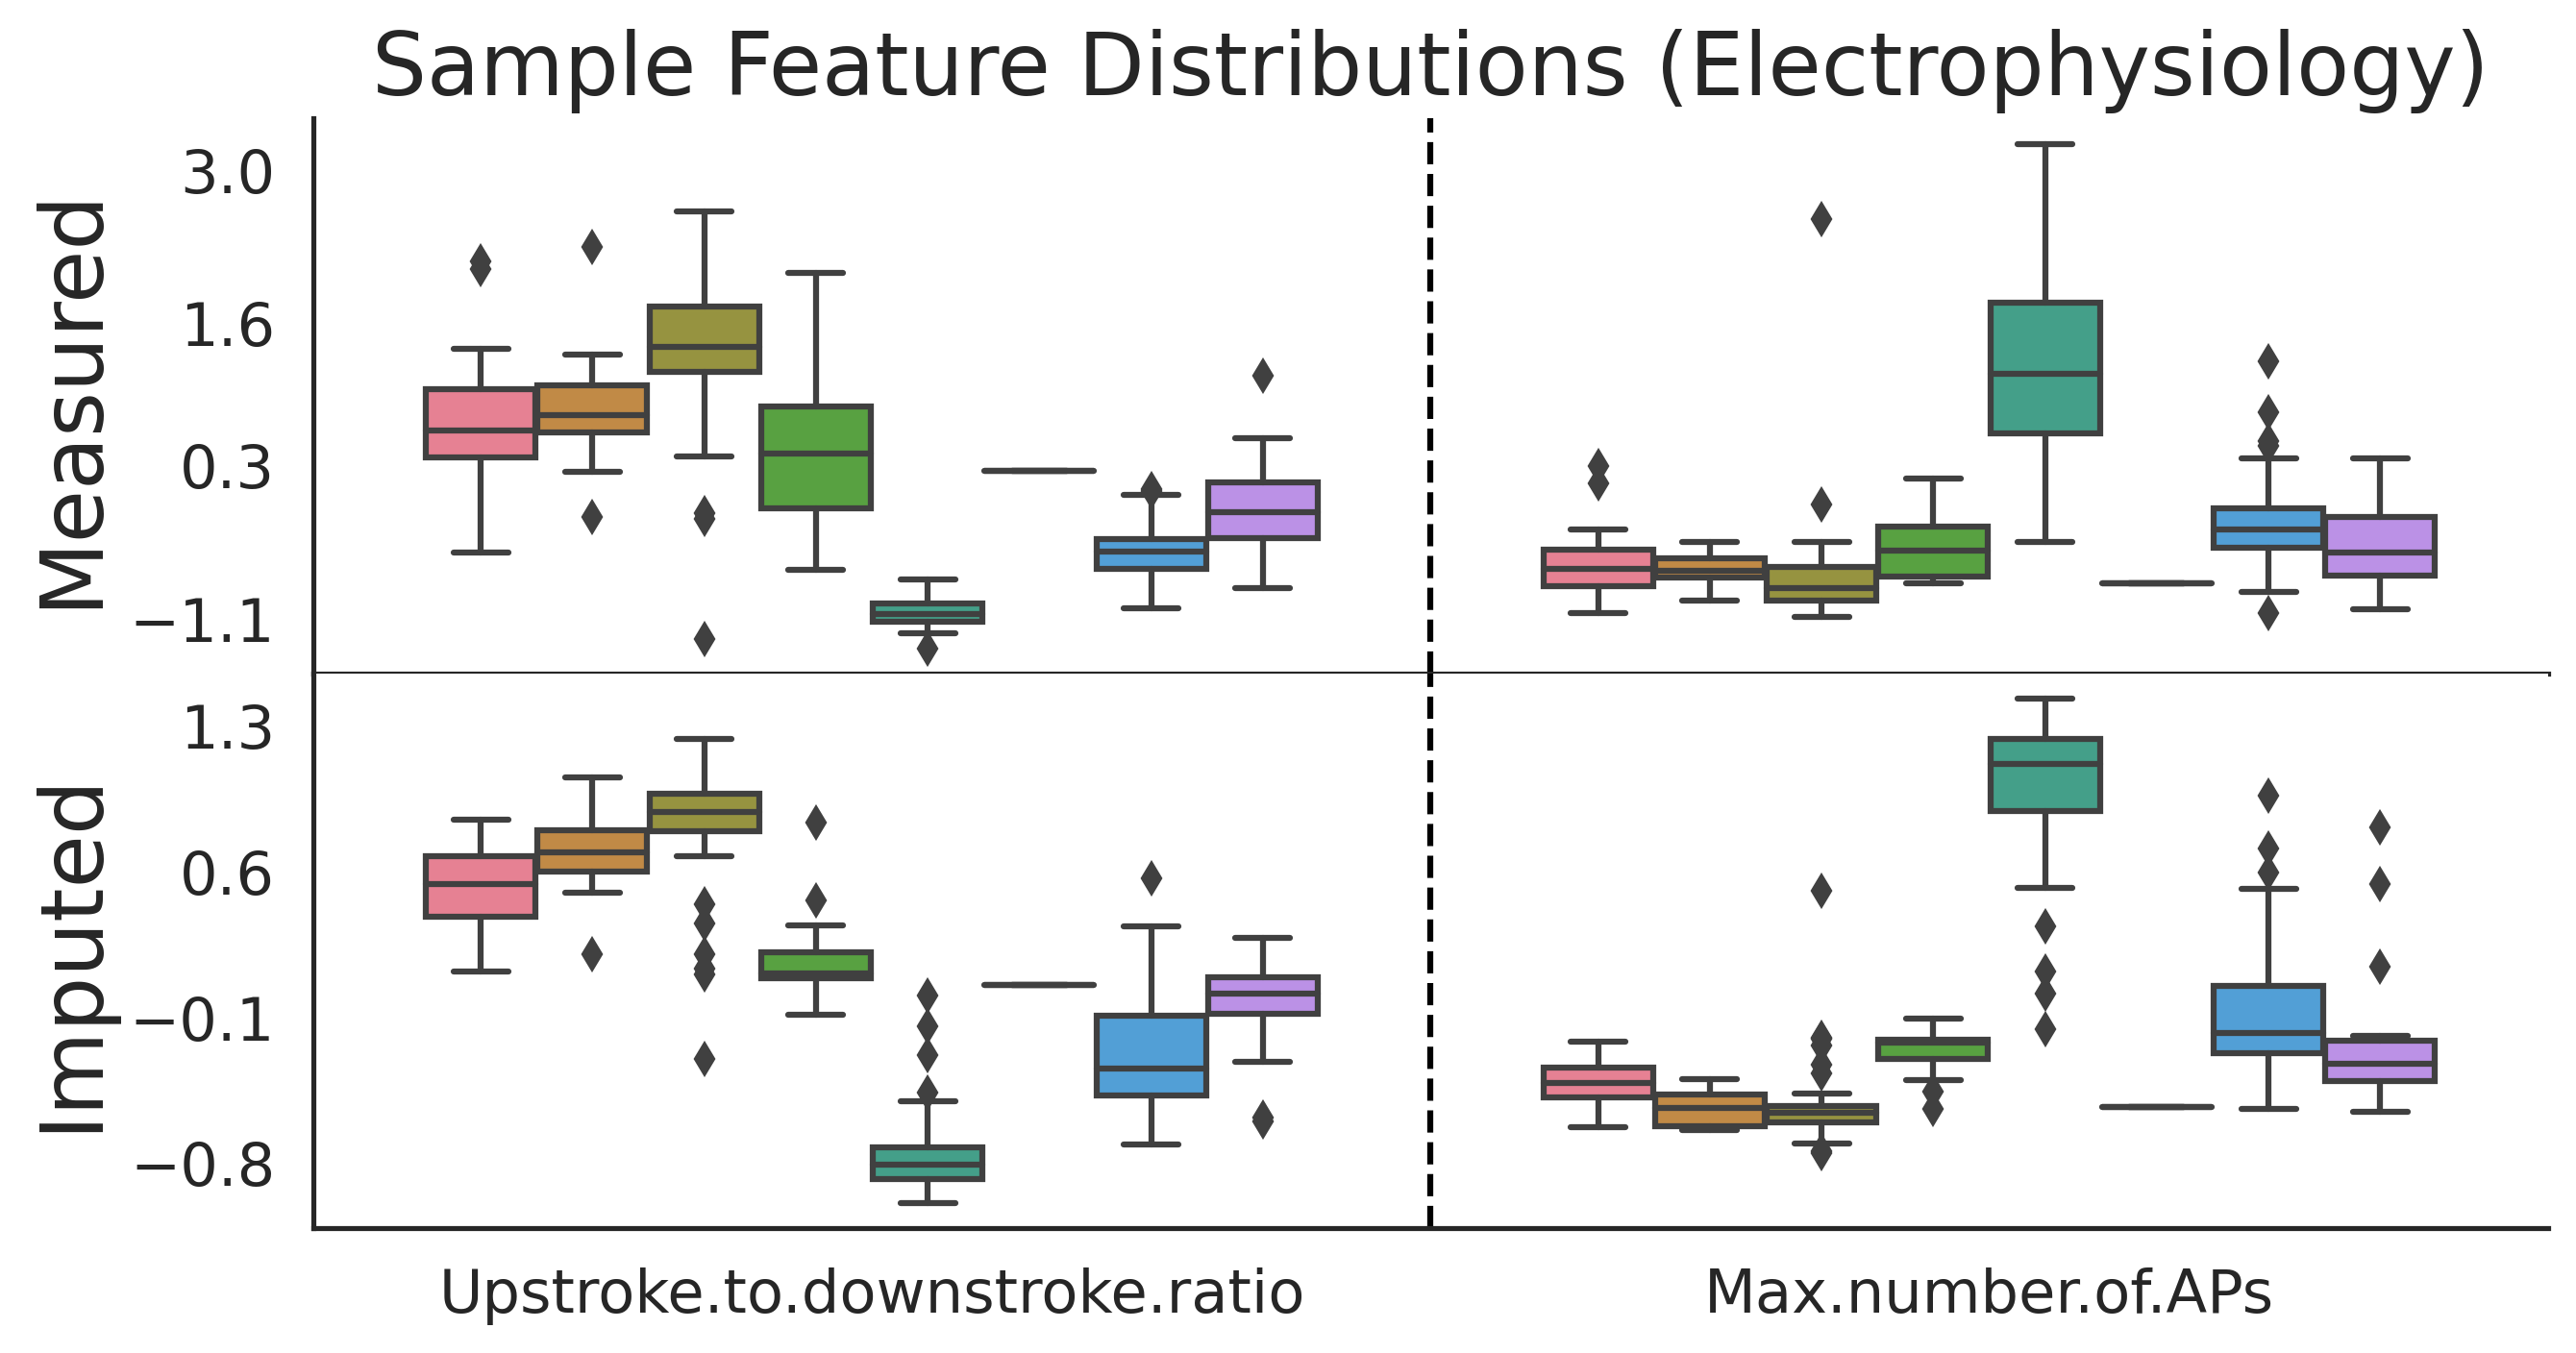 Sample Feature Distributions (Electrophysiology)
Measured
3.0
1.6
0.3
−1.1
Imputed
1.3
0.6
−0.1
−0.8
Upstroke.to.downstroke.ratio
Max.number.of.APs